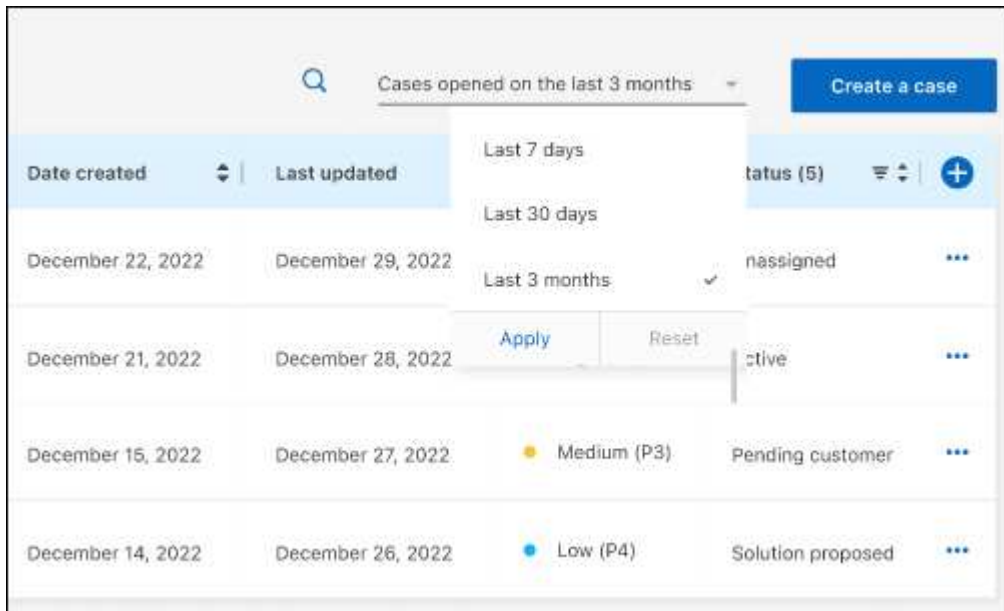 Cases opened on the last 3 months
Create a case
Date created
Last updated
tatus (5)
Last 7 days
Last 30 days
Last 3 months
Apply
Reset
December 22, 2022
December 29, 2022
nassigned
December 21, 2022
December 28, 2022
ctive
December 15, 2022
December 27, 2022
Medium (P3)
Pending customer
December 14, 2022
December 26, 2022
Low (P4)
Solution proposed